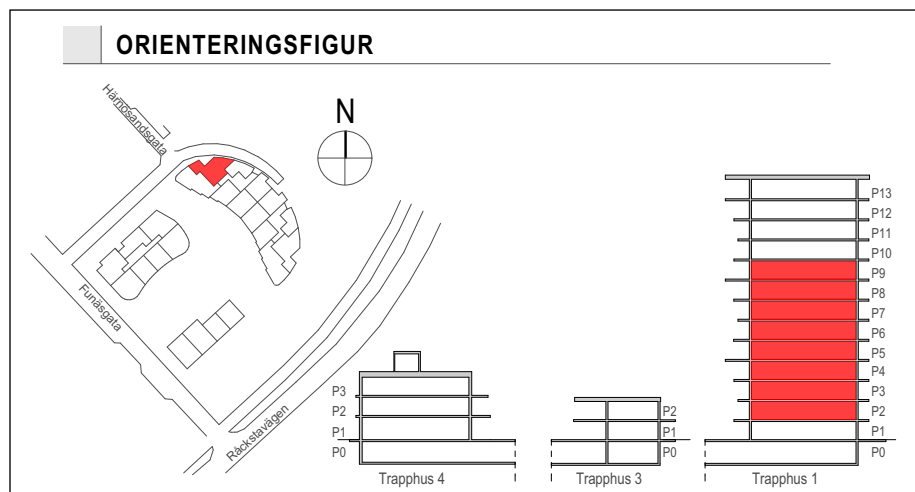 ORIENTERINGSFIGUR
Härnösandsgata
N
Funäsgata
Räckstavägen
P3
P2
P1
P0
Trapphus 4
P2
P1
P0
Trapphus 3
P13
P12
P11
P10
P9
P8
P7
P6
P5
P4
P3
P2
P1
P0
Trapphus 1